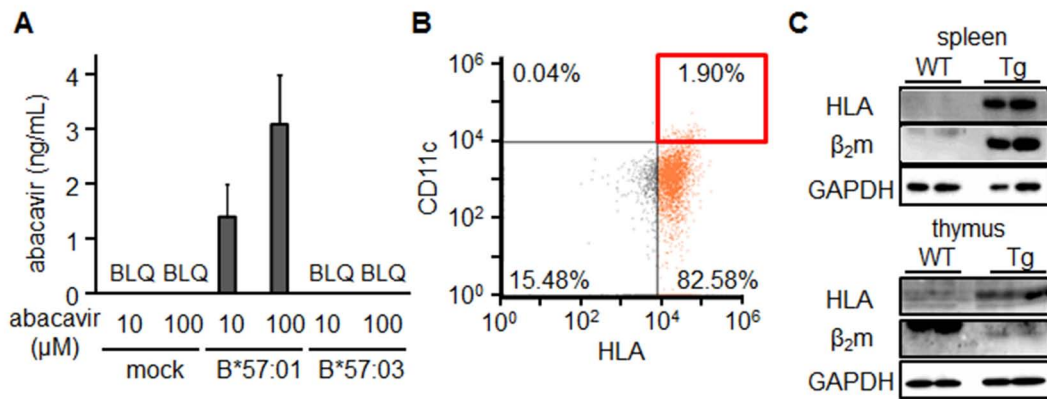 A
abacavir (ng/mL)
4
3
2
1
0
BLQ BLQ BLQ BLQ
abacavir (μM) 10 100 10 100 10 100
mock B*57:01 B*57:03
B
CD11c
10⁶
10⁴
10²
10⁰
0.04% 1.90%
15.48% 82.58%
10⁰ 10² 10⁴ 10⁶
HLA
C
spleen
WT Tg
HLA
β₂m
GAPDH
thymus
WT Tg
HLA
β₂m
GAPDH